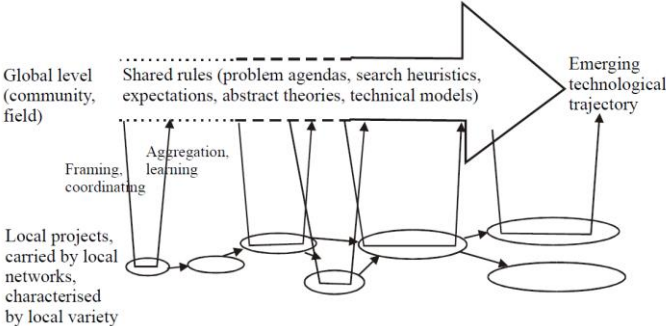 Global level
(community,
field)
Shared rules (problem agendas, search heuristics,
expectations, abstract theories, technical models)
Emerging
technological
trajectory
Framing,
coordinating
Aggregation,
learning
Local projects,
carried by local
networks,
characterised
by local variety